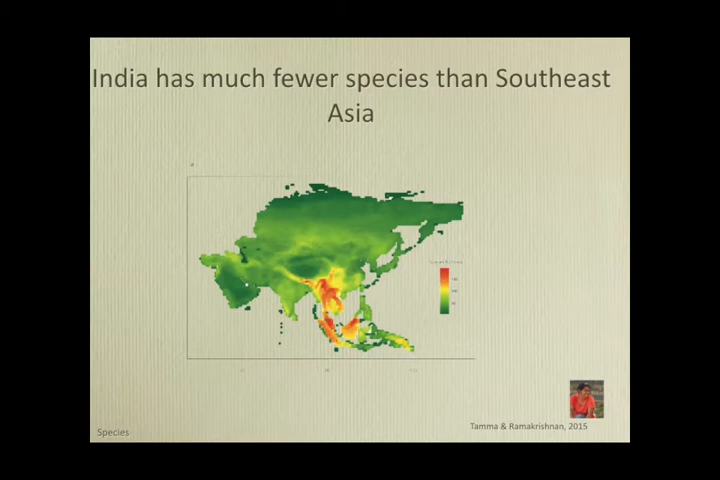 India has much fewer species than Southeast
Asia
Tamma & Ramakrishnan, 2015
Species